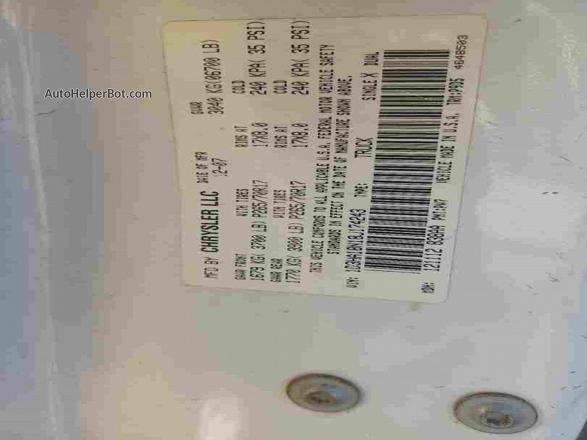 AutoHelperBot.com
MFD BY CHRYSLER LLC DATE OF MFR 12-07 GVWR 3040 KG(06700 LB)
GAWR FRONT WITH TIRES RIMS AT COLD
1679 KG( 3700 LB) P265/70R17 17X8.0 240 KPA( 35 PSI)
GAWR REAR WITH TIRES RIMS AT COLD
1770 KG( 3900 LB) P265/70R17 17X8.0 240 KPA( 35 PSI)
THIS VEHICLE CONFORMS TO ALL APPLICABLE U.S.A. FEDERAL MOTOR VEHICLE SAFETY
STANDARDS IN EFFECT ON THE DATE OF MANUFACTURE SHOWN ABOVE.
VIN: TYPE: TRUCK SINGLE X DUAL
MDH: 121112 VEHICLE MADE IN U.S.A. 4648503